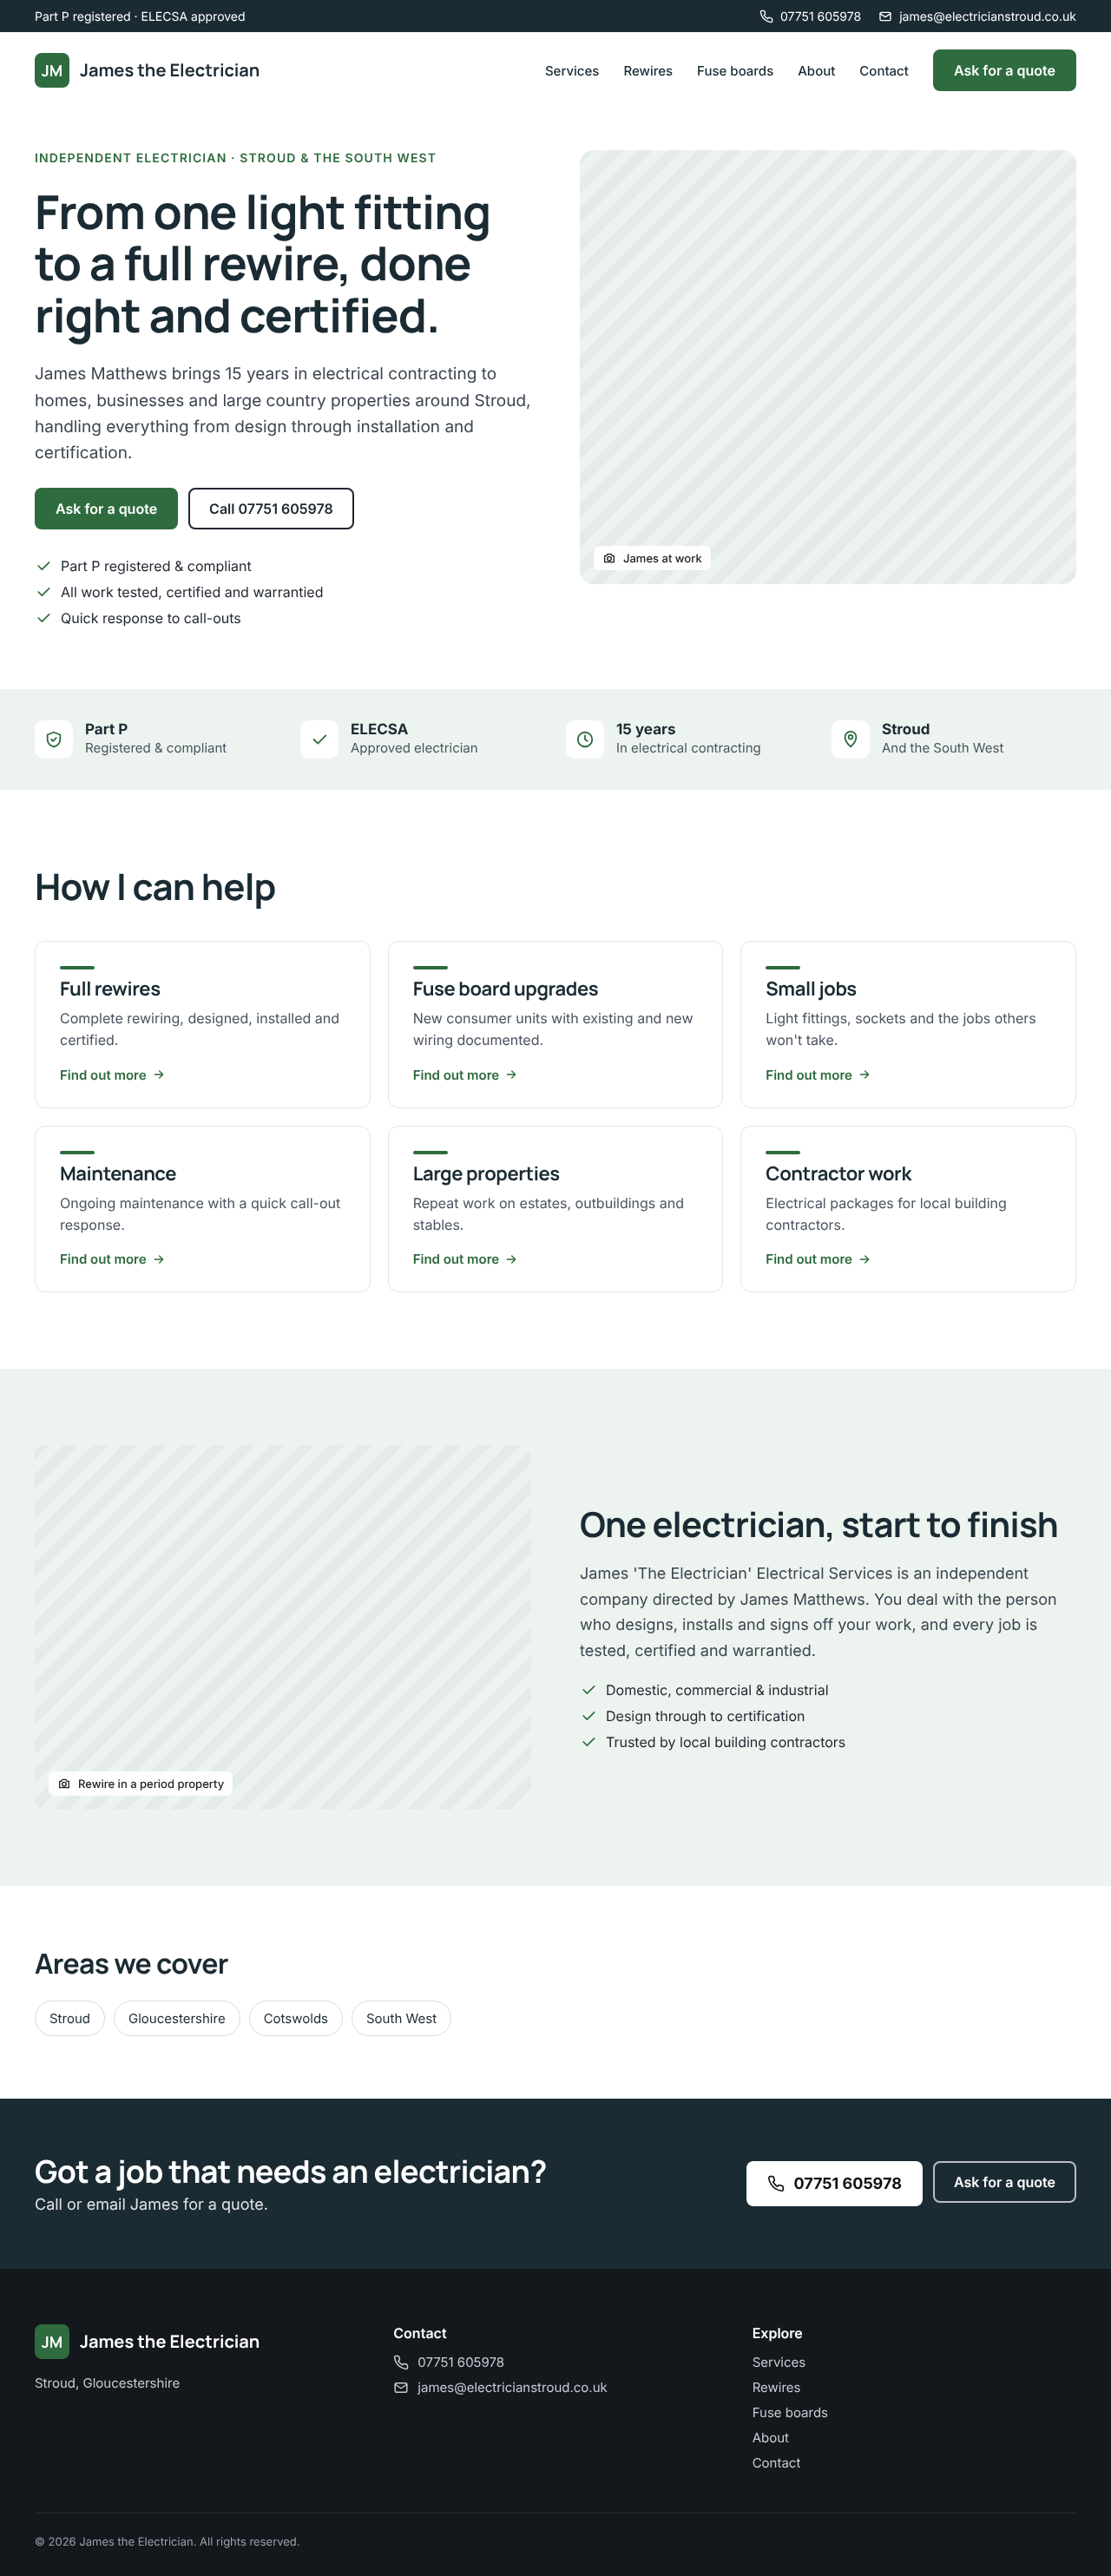 Part P registered · ELECSA approved
07751 605978
james@electricianstroud.co.uk
JM
James the Electrician
Services
Rewires
Fuse boards
About
Contact
Ask for a quote
INDEPENDENT ELECTRICIAN · STROUD & THE SOUTH WEST
From one light fitting
to a full rewire, done
right and certified.
James Matthews brings 15 years in electrical contracting to
homes, businesses and large country properties around Stroud,
handling everything from design through installation and
certification.
Ask for a quote
Call 07751 605978
Part P registered & compliant
All work tested, certified and warrantied
Quick response to call-outs
James at work
Part P
Registered & compliant
ELECSA
Approved electrician
15 years
In electrical contracting
Stroud
And the South West
How I can help
Full rewires
Complete rewiring, designed, installed and
certified.
Find out more
Fuse board upgrades
New consumer units with existing and new
wiring documented.
Find out more
Small jobs
Light fittings, sockets and the jobs others
won't take.
Find out more
Maintenance
Ongoing maintenance with a quick call-out
response.
Find out more
Large properties
Repeat work on estates, outbuildings and
stables.
Find out more
Contractor work
Electrical packages for local building
contractors.
Find out more
Rewire in a period property
One electrician, start to finish
James 'The Electrician' Electrical Services is an independent
company directed by James Matthews. You deal with the person
who designs, installs and signs off your work, and every job is
tested, certified and warrantied.
Domestic, commercial & industrial
Design through to certification
Trusted by local building contractors
Areas we cover
Stroud
Gloucestershire
Cotswolds
South West
Got a job that needs an electrician?
Call or email James for a quote.
07751 605978
Ask for a quote
JM
James the Electrician
Stroud, Gloucestershire
Contact
07751 605978
james@electricianstroud.co.uk
Explore
Services
Rewires
Fuse boards
About
Contact
© 2026 James the Electrician. All rights reserved.